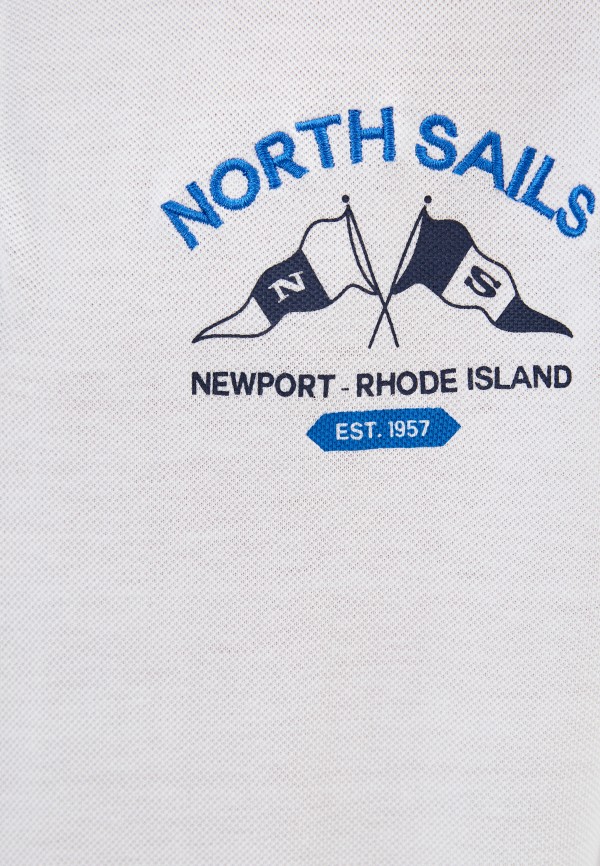 NORTH SAILS
N S
NEWPORT - RHODE ISLAND
EST. 1957